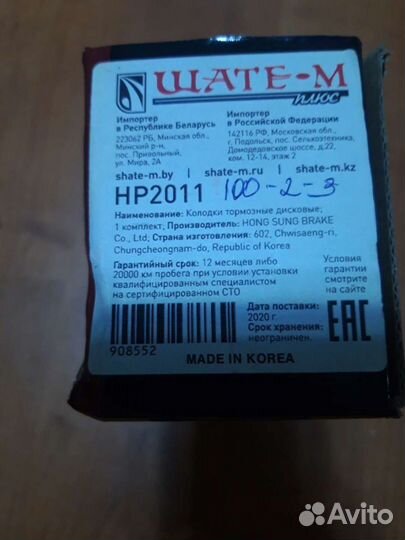 ШАТЕ-М
ПЛЮС
Импортер
в Республике Беларусь
223062 РБ, Минская обл.,
Минский р-н,
пос. Привольный,
ул. Мира, 2А
Импортер
в Российской Федерации
142116 РФ, Московская обл.,
г. Подольск, пос. Сельхозтехника,
Домодедовское шоссе, д.22,
ком. 12-14, этаж 2
shate-m.by | shate-m.ru | shate-m.kz
HP2011 100-2-3
Наименование: Колодки тормозные дисковые;
1 комплект; Производитель: HONG SUNG BRAKE
Co., Ltd; Страна изготовления: 602, Chwisaeng-ri,
Chungcheongnam-do, Republic of Korea
Гарантийный срок: 12 месяцев либо
20000 км пробега при условии установки
квалифицированным специалистом
на сертифицированном СТО
Условия
гарантии
смотрите
на сайте
Дата поставки:
2020 г.
Срок хранения:
неограничен.
EAC
908552
MADE IN KOREA
Avito